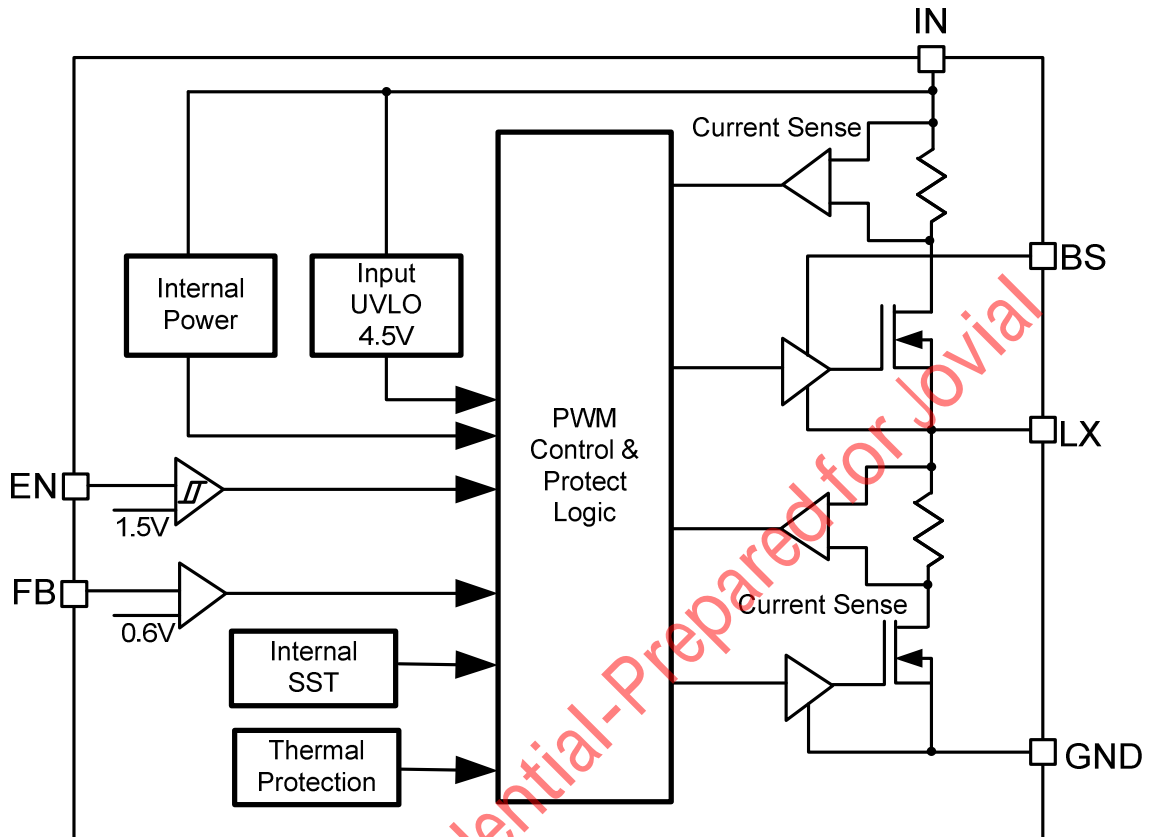 IN
Current Sense
BS
Internal
Power
Input
UVLO
4.5V
PWM
Control &
Protect
Logic
LX
EN
1.5V
FB
0.6V
Current Sense
Internal
SST
Thermal
Protection
GND
ential-Prepared for Jovial